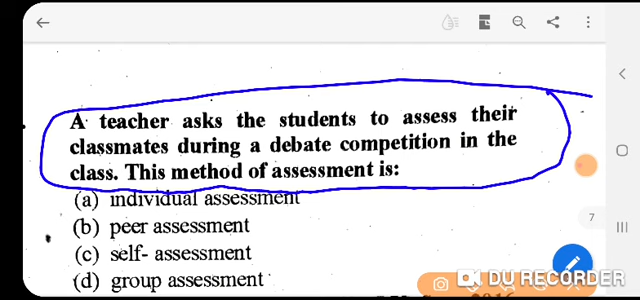 A teacher asks the students to assess their
classmates during a debate competition in the
class. This method of assessment is:
(a) individual assessment
(b) peer assessment
(c) self- assessment
(d) group assessment
7
DU RECORDER